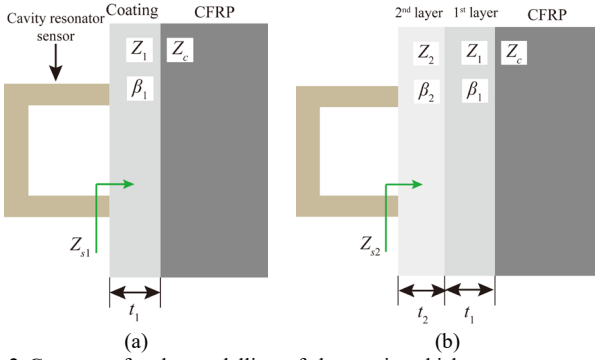 Cavity resonator
sensor
Coating
CFRP
Z1
Zc
β1
Zs1
t1
(a)
2nd layer
1st layer
CFRP
Z2
Z1
Zc
β2
β1
Zs2
t2
t1
(b)